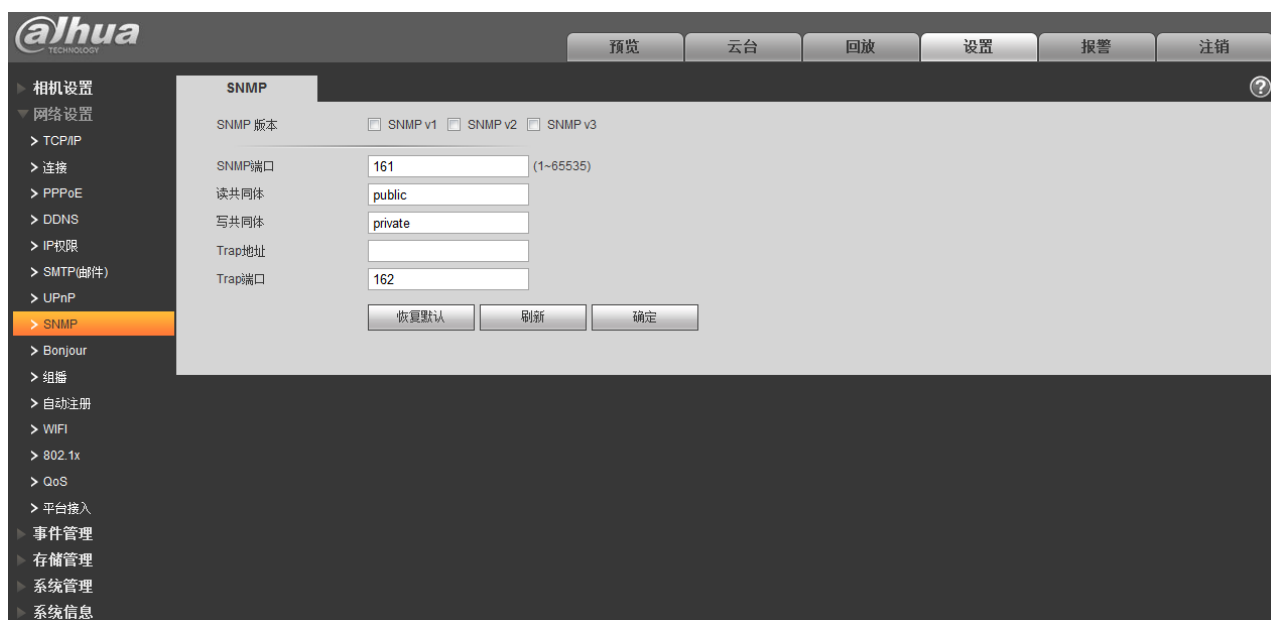 alhua
TECHNOLOGY
预览 云台 回放 设置 报警 注销
相机设置
网络设置
> TCP/IP
> 连接
> PPPoE
> DDNS
> IP权限
> SMTP(邮件)
> UPnP
> SNMP
> Bonjour
> 组播
> 自动注册
> WIFI
> 802.1x
> QoS
> 平台接入
事件管理
存储管理
系统管理
系统信息
SNMP
?
SNMP 版本 SNMP v1 SNMP v2 SNMP v3
SNMP端口 161 (1~65535)
读共同体 public
写共同体 private
Trap地址
Trap端口 162
恢复默认 刷新 确定